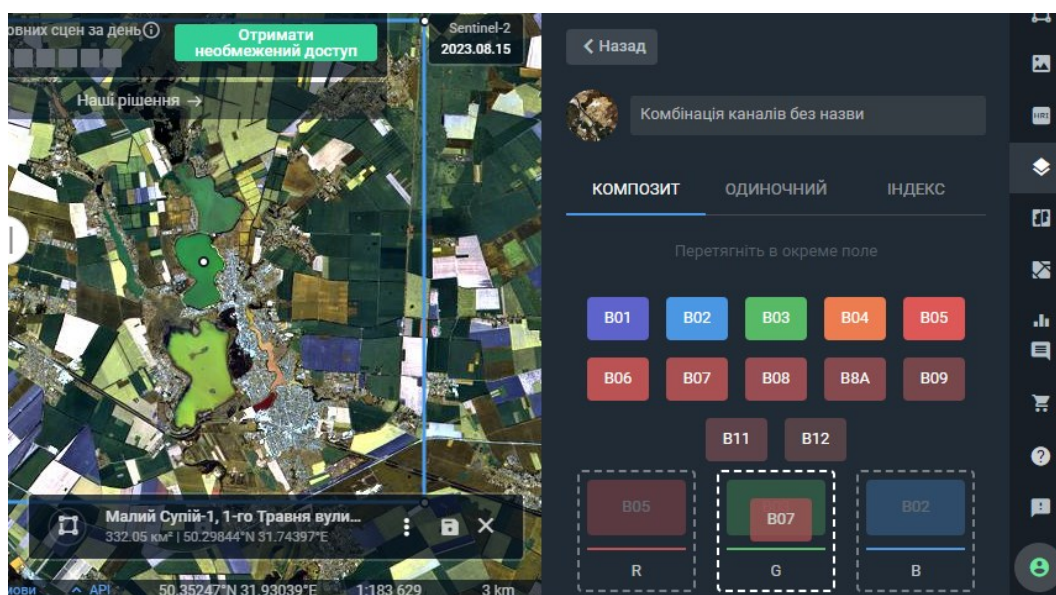 овних сцен за день
Отримати
необмежений доступ
Sentinel-2
2023.08.15
Наші рішення →
Малий Супій-1, 1-го Травня вули...
332.05 км² | 50.29844°N 31.74397°E
мови
API
50.35247°N 31.93039°E
1:183 629
3 km
Назад
Комбінація каналів без назви
КОМПОЗИТ ОДИНОЧНИЙ ІНДЕКС
Перетягніть в окреме поле
B01 B02 B03 B04 B05
B06 B07 B08 B8A B09
B11 B12
B05 B07 B02
R G B